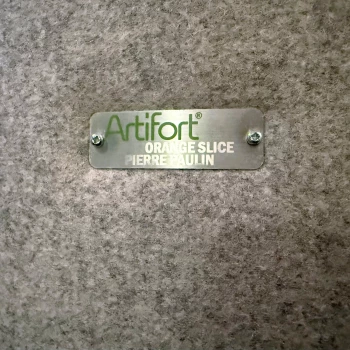 Artifort®
ORANGE SLICE
PIERRE PAULIN